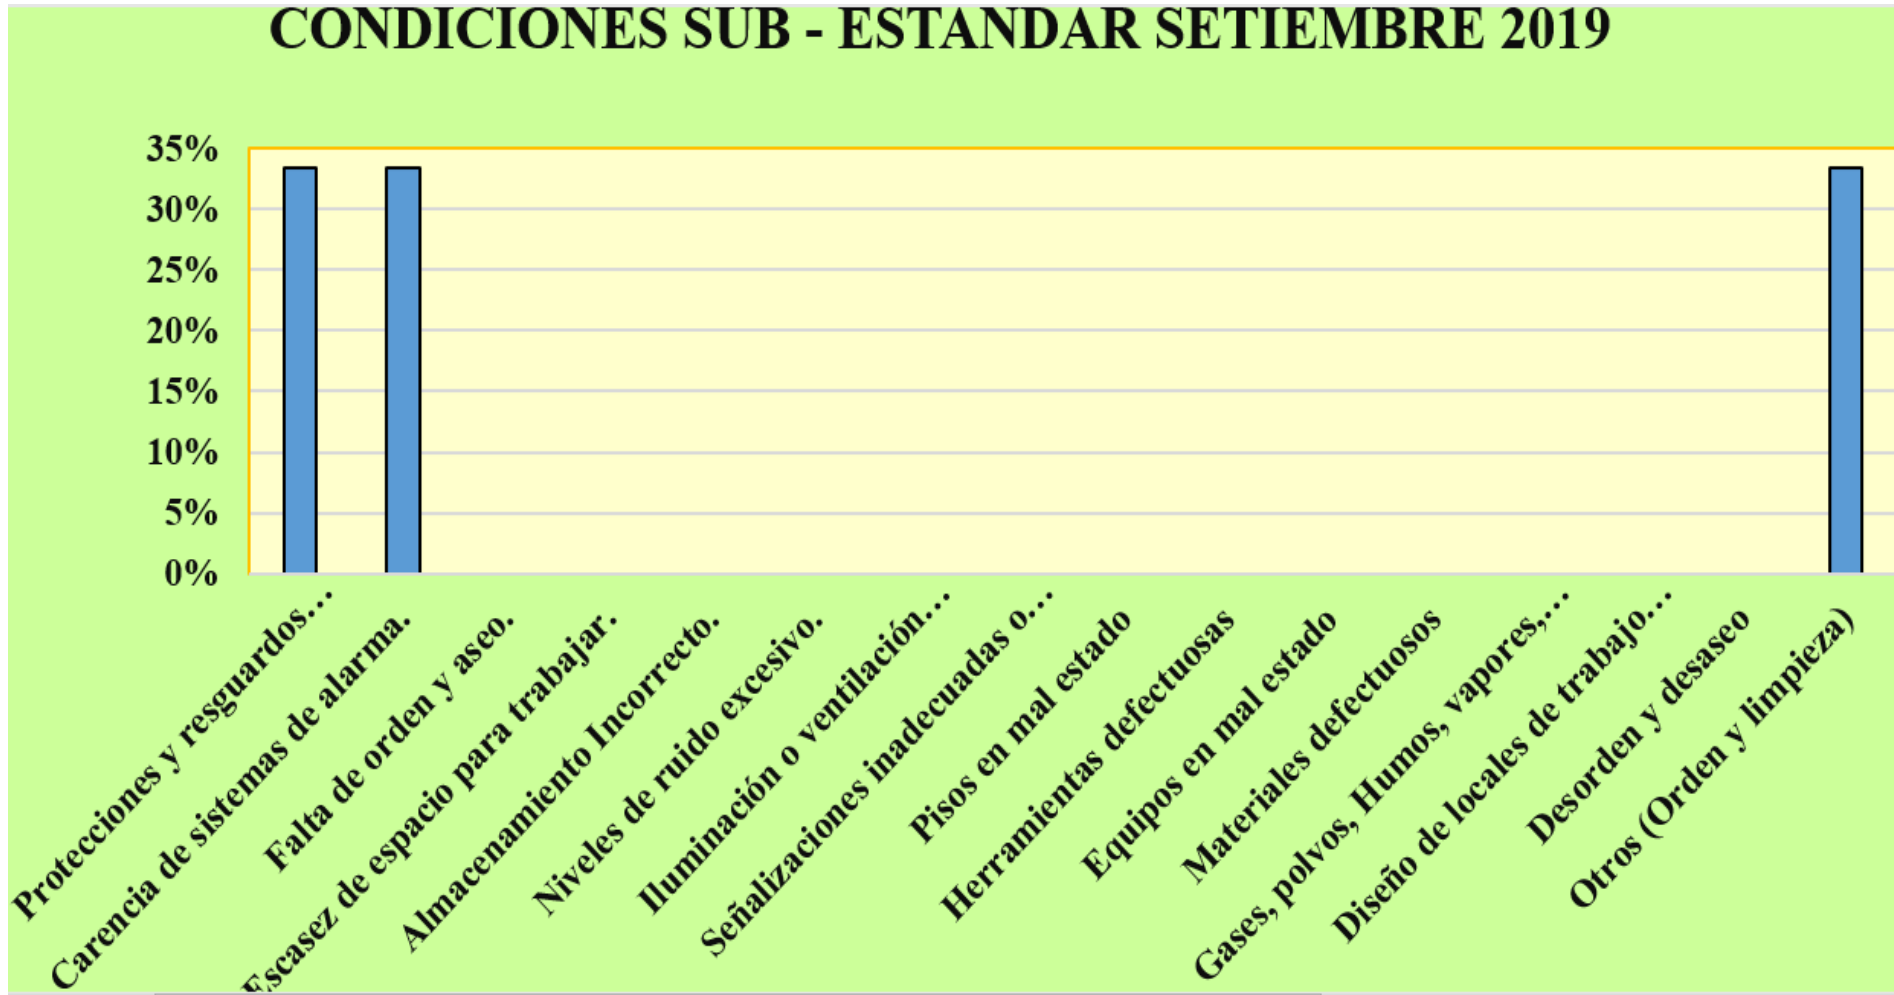 CONDICIONES SUB - ESTANDAR SETIEMBRE 2019
35%
30%
25%
20%
15%
10%
5%
0%
Protecciones y resguardos…
Carencia de sistemas de alarma.
Falta de orden y aseo.
Escasez de espacio para trabajar.
Almacenamiento Incorrecto.
Niveles de ruido excesivo.
Iluminación o ventilación…
Señalizaciones inadecuadas o…
Pisos en mal estado
Herramientas defectuosas
Equipos en mal estado
Materiales defectuosos
Gases, polvos, Humos, vapores,…
Diseño de locales de trabajo…
Desorden y desaseo
Otros (Orden y limpieza)